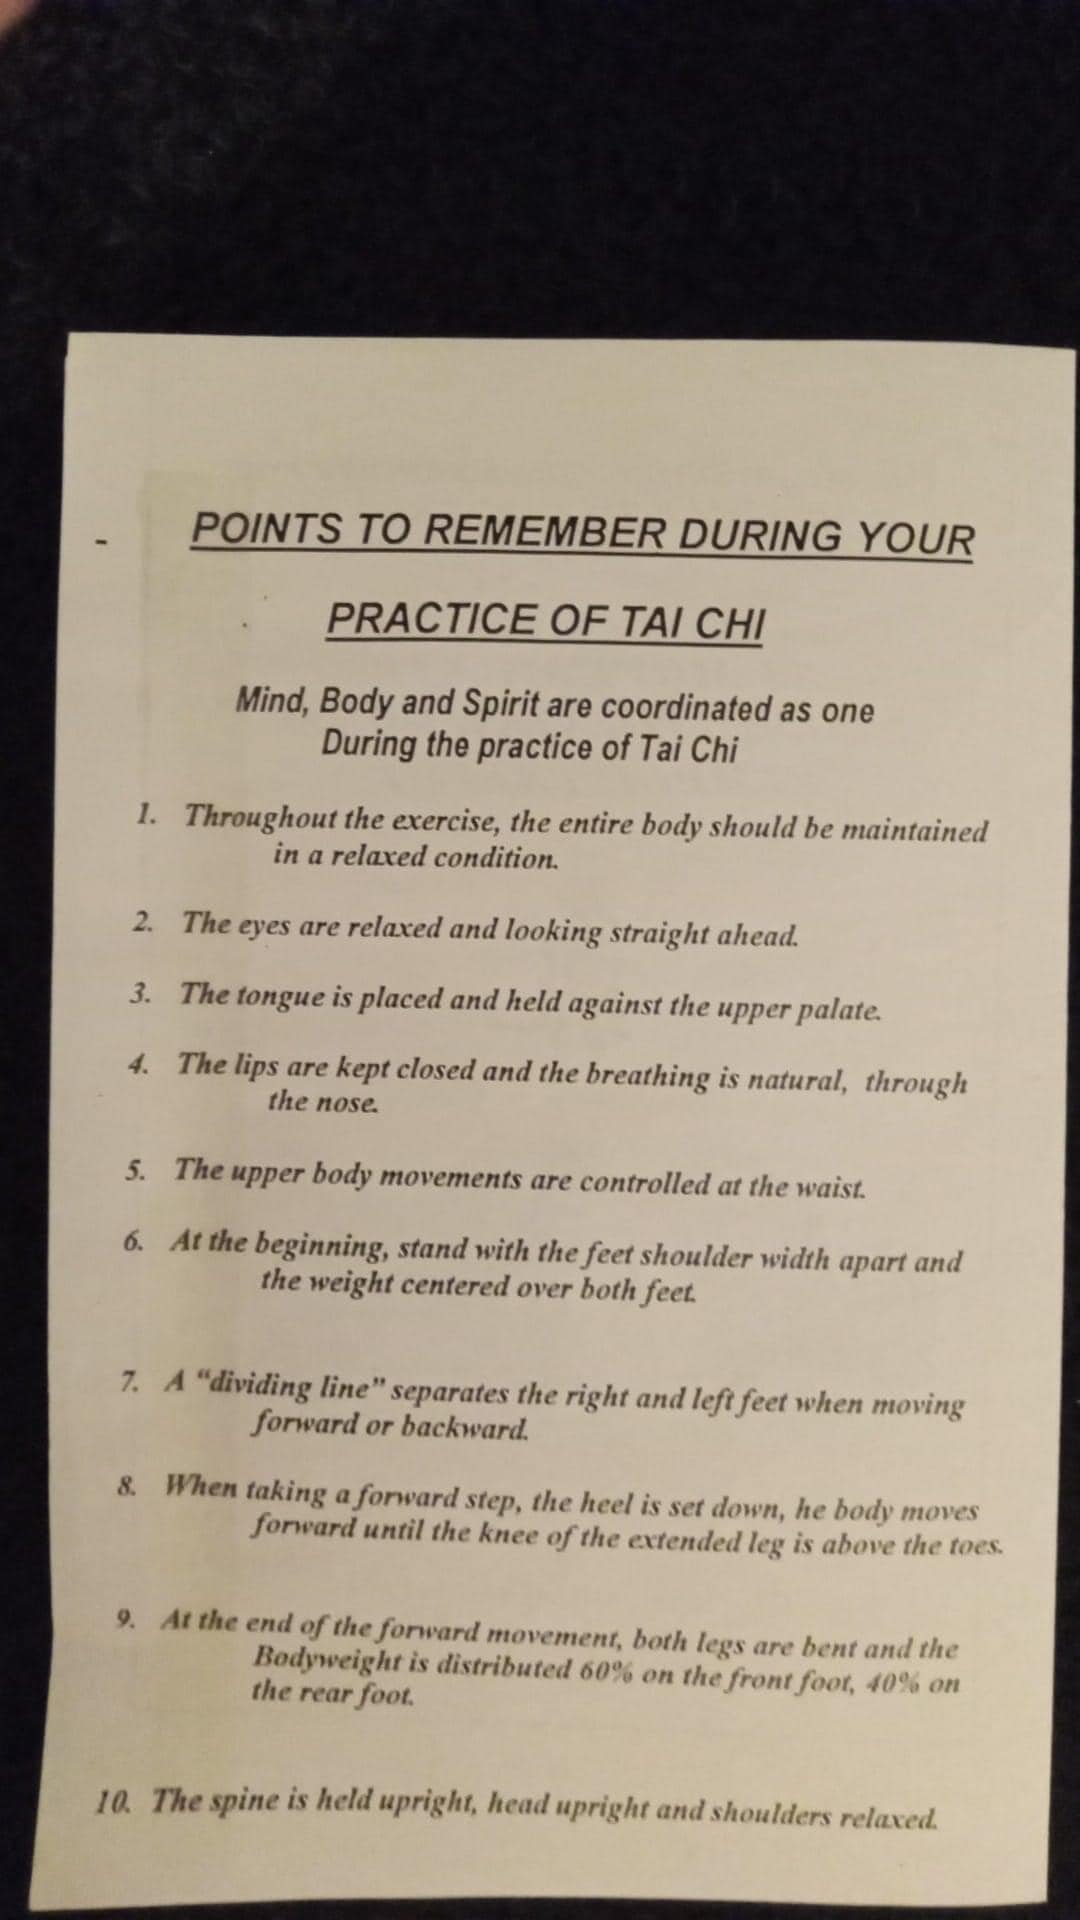 POINTS TO REMEMBER DURING YOUR
PRACTICE OF TAI CHI
Mind, Body and Spirit are coordinated as one
During the practice of Tai Chi
1. Throughout the exercise, the entire body should be maintained
in a relaxed condition.
2. The eyes are relaxed and looking straight ahead.
3. The tongue is placed and held against the upper palate.
4. The lips are kept closed and the breathing is natural, through
the nose.
5. The upper body movements are controlled at the waist.
6. At the beginning, stand with the feet shoulder width apart and
the weight centered over both feet.
7. A “dividing line” separates the right and left feet when moving
forward or backward.
8. When taking a forward step, the heel is set down, he body moves
forward until the knee of the extended leg is above the toes.
9. At the end of the forward movement, both legs are bent and the
Bodyweight is distributed 60% on the front foot, 40% on
the rear foot.
10. The spine is held upright, head upright and shoulders relaxed.